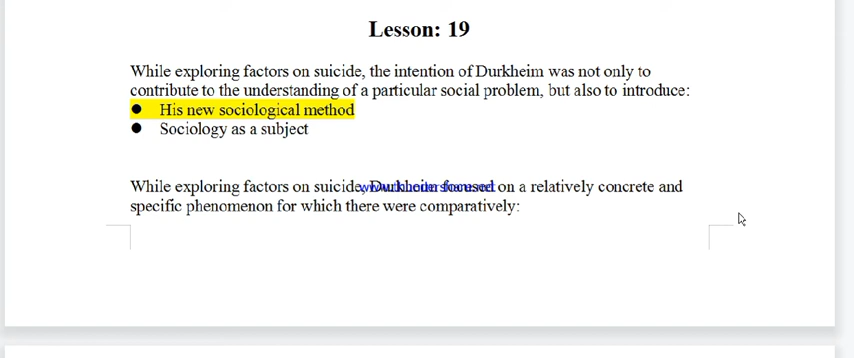 Lesson: 19
While exploring factors on suicide, the intention of Durkheim was not only to
contribute to the understanding of a particular social problem, but also to introduce:
● His new sociological method
● Sociology as a subject
While exploring factors on suicide, Durkheim focused on a relatively concrete and
specific phenomenon for which there were comparatively: